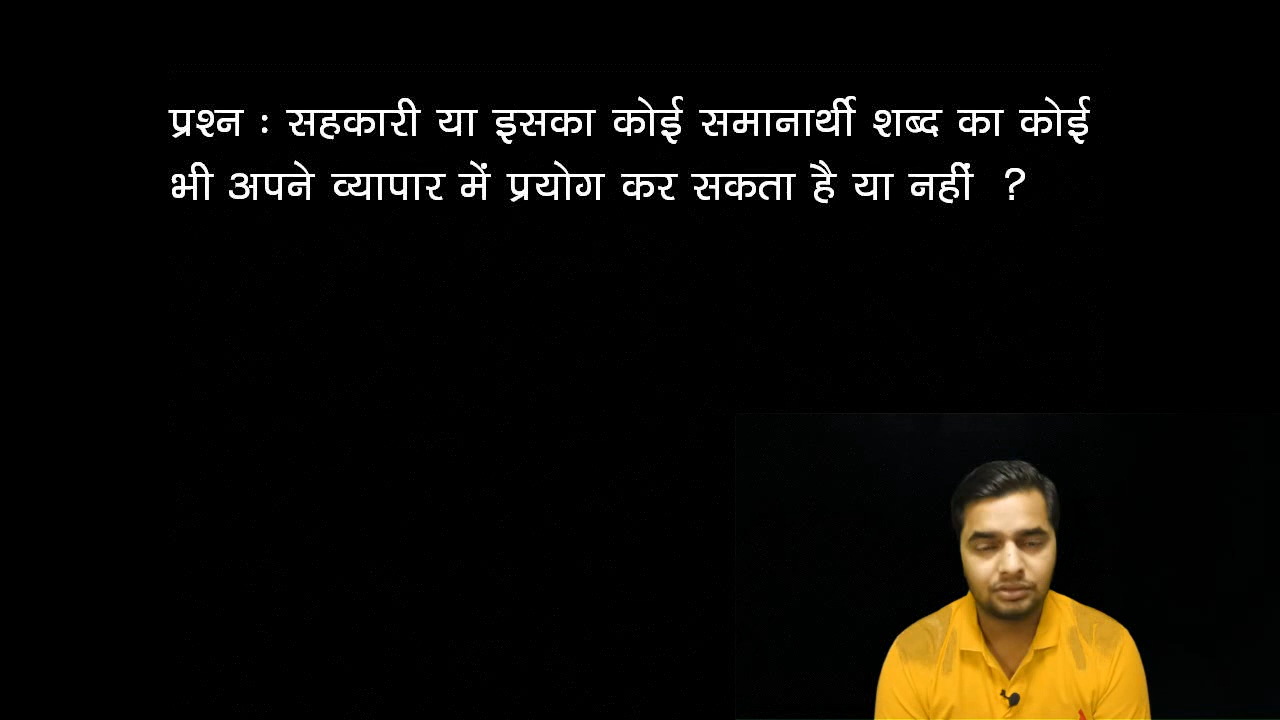 प्रश्न : सहकारी या इसका कोई समानार्थी शब्द का कोई
भी अपने व्यापार में प्रयोग कर सकता है या नहीं ?